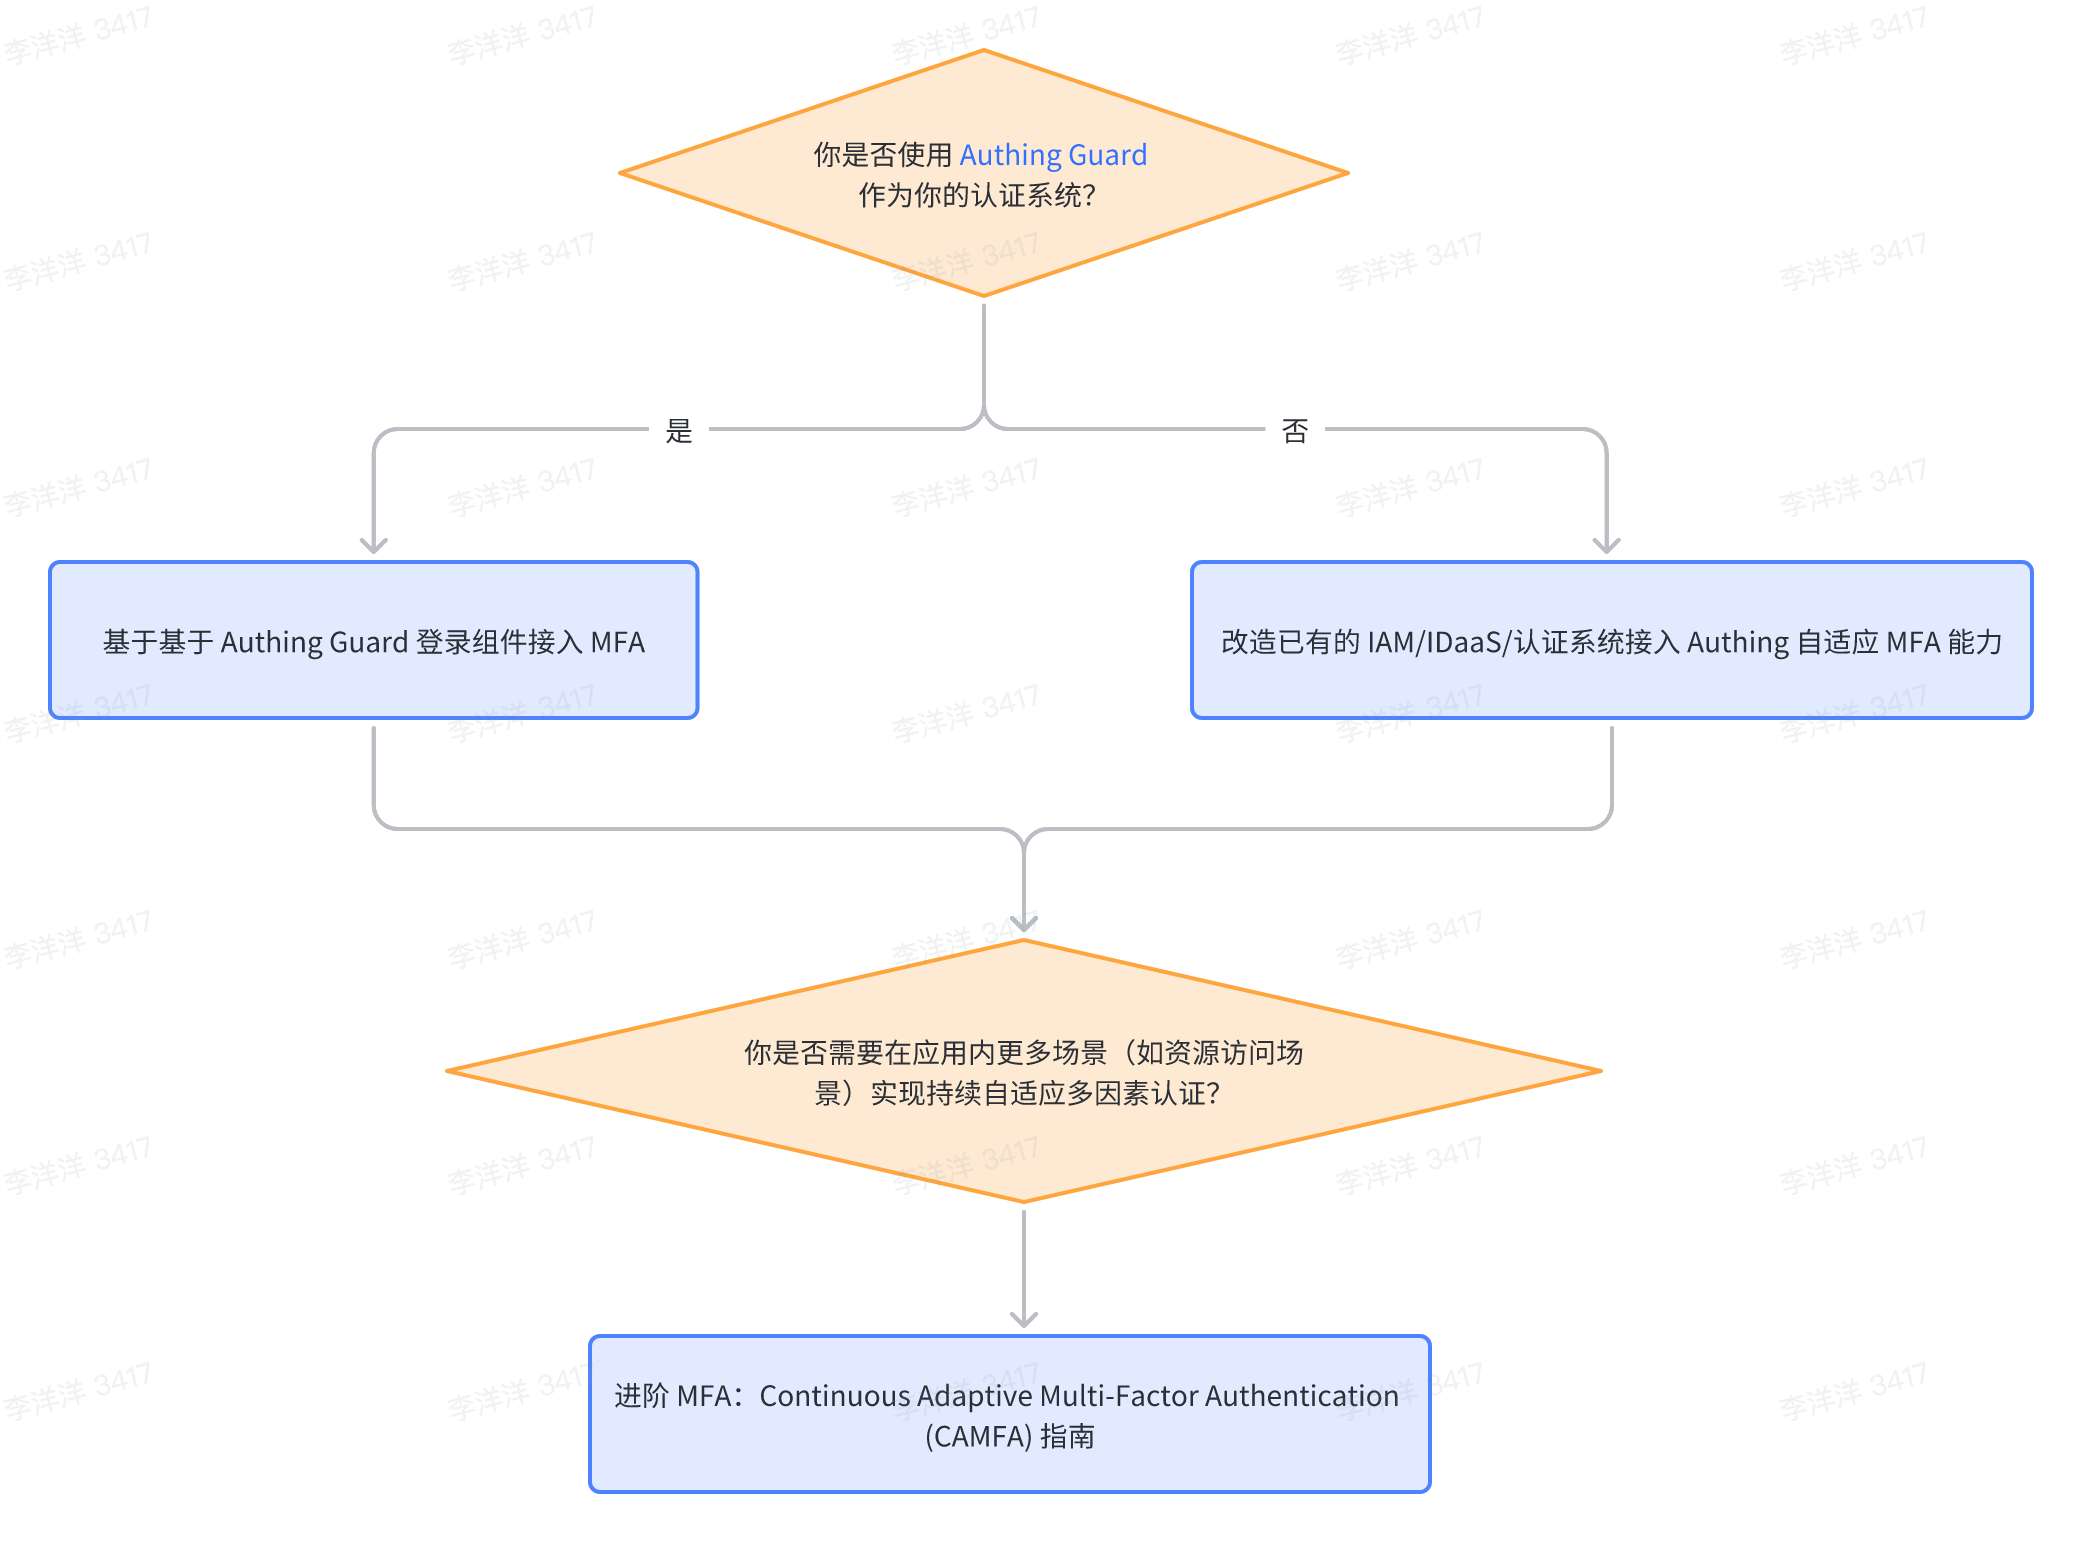 你是否使用 Authing Guard
作为你的认证系统？
是
否
基于基于 Authing Guard 登录组件接入 MFA
改造已有的 IAM/IDaaS/认证系统接入 Authing 自适应 MFA 能力
你是否需要在应用内更多场景（如资源访问场
景）实现持续自适应多因素认证？
进阶 MFA：Continuous Adaptive Multi-Factor Authentication
(CAMFA) 指南
李洋洋 3417